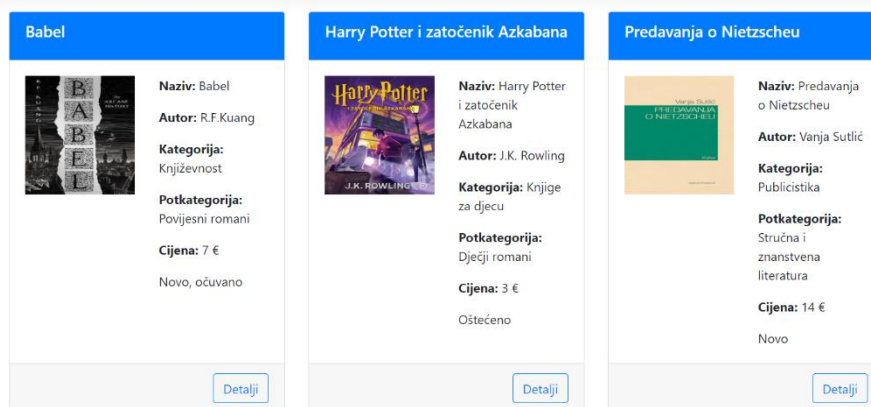 Babel
B
A
B
E
L
R.F. KUANG
Naziv: Babel
Autor: R.F.Kuang
Kategorija:
Književnost
Potkategorija:
Povijesni romani
Cijena: 7 €
Novo, očuvano
Detalji
Harry Potter i zatočenik Azkabana
Harry Potter
I ZATOČENIK AZKABANA
J.K. ROWLING
Naziv: Harry Potter
i zatočenik
Azkabana
Autor: J.K. Rowling
Kategorija: Knjige
za djecu
Potkategorija:
Dječji romani
Cijena: 3 €
Oštećeno
Detalji
Predavanja o Nietzscheu
Vanja Sutlić
PREDAVANJA
O NIETZSCHEU
Naziv: Predavanja
o Nietzscheu
Autor: Vanja Sutlić
Kategorija:
Publicistika
Potkategorija:
Stručna i
znanstvena
literatura
Cijena: 14 €
Novo
Detalji